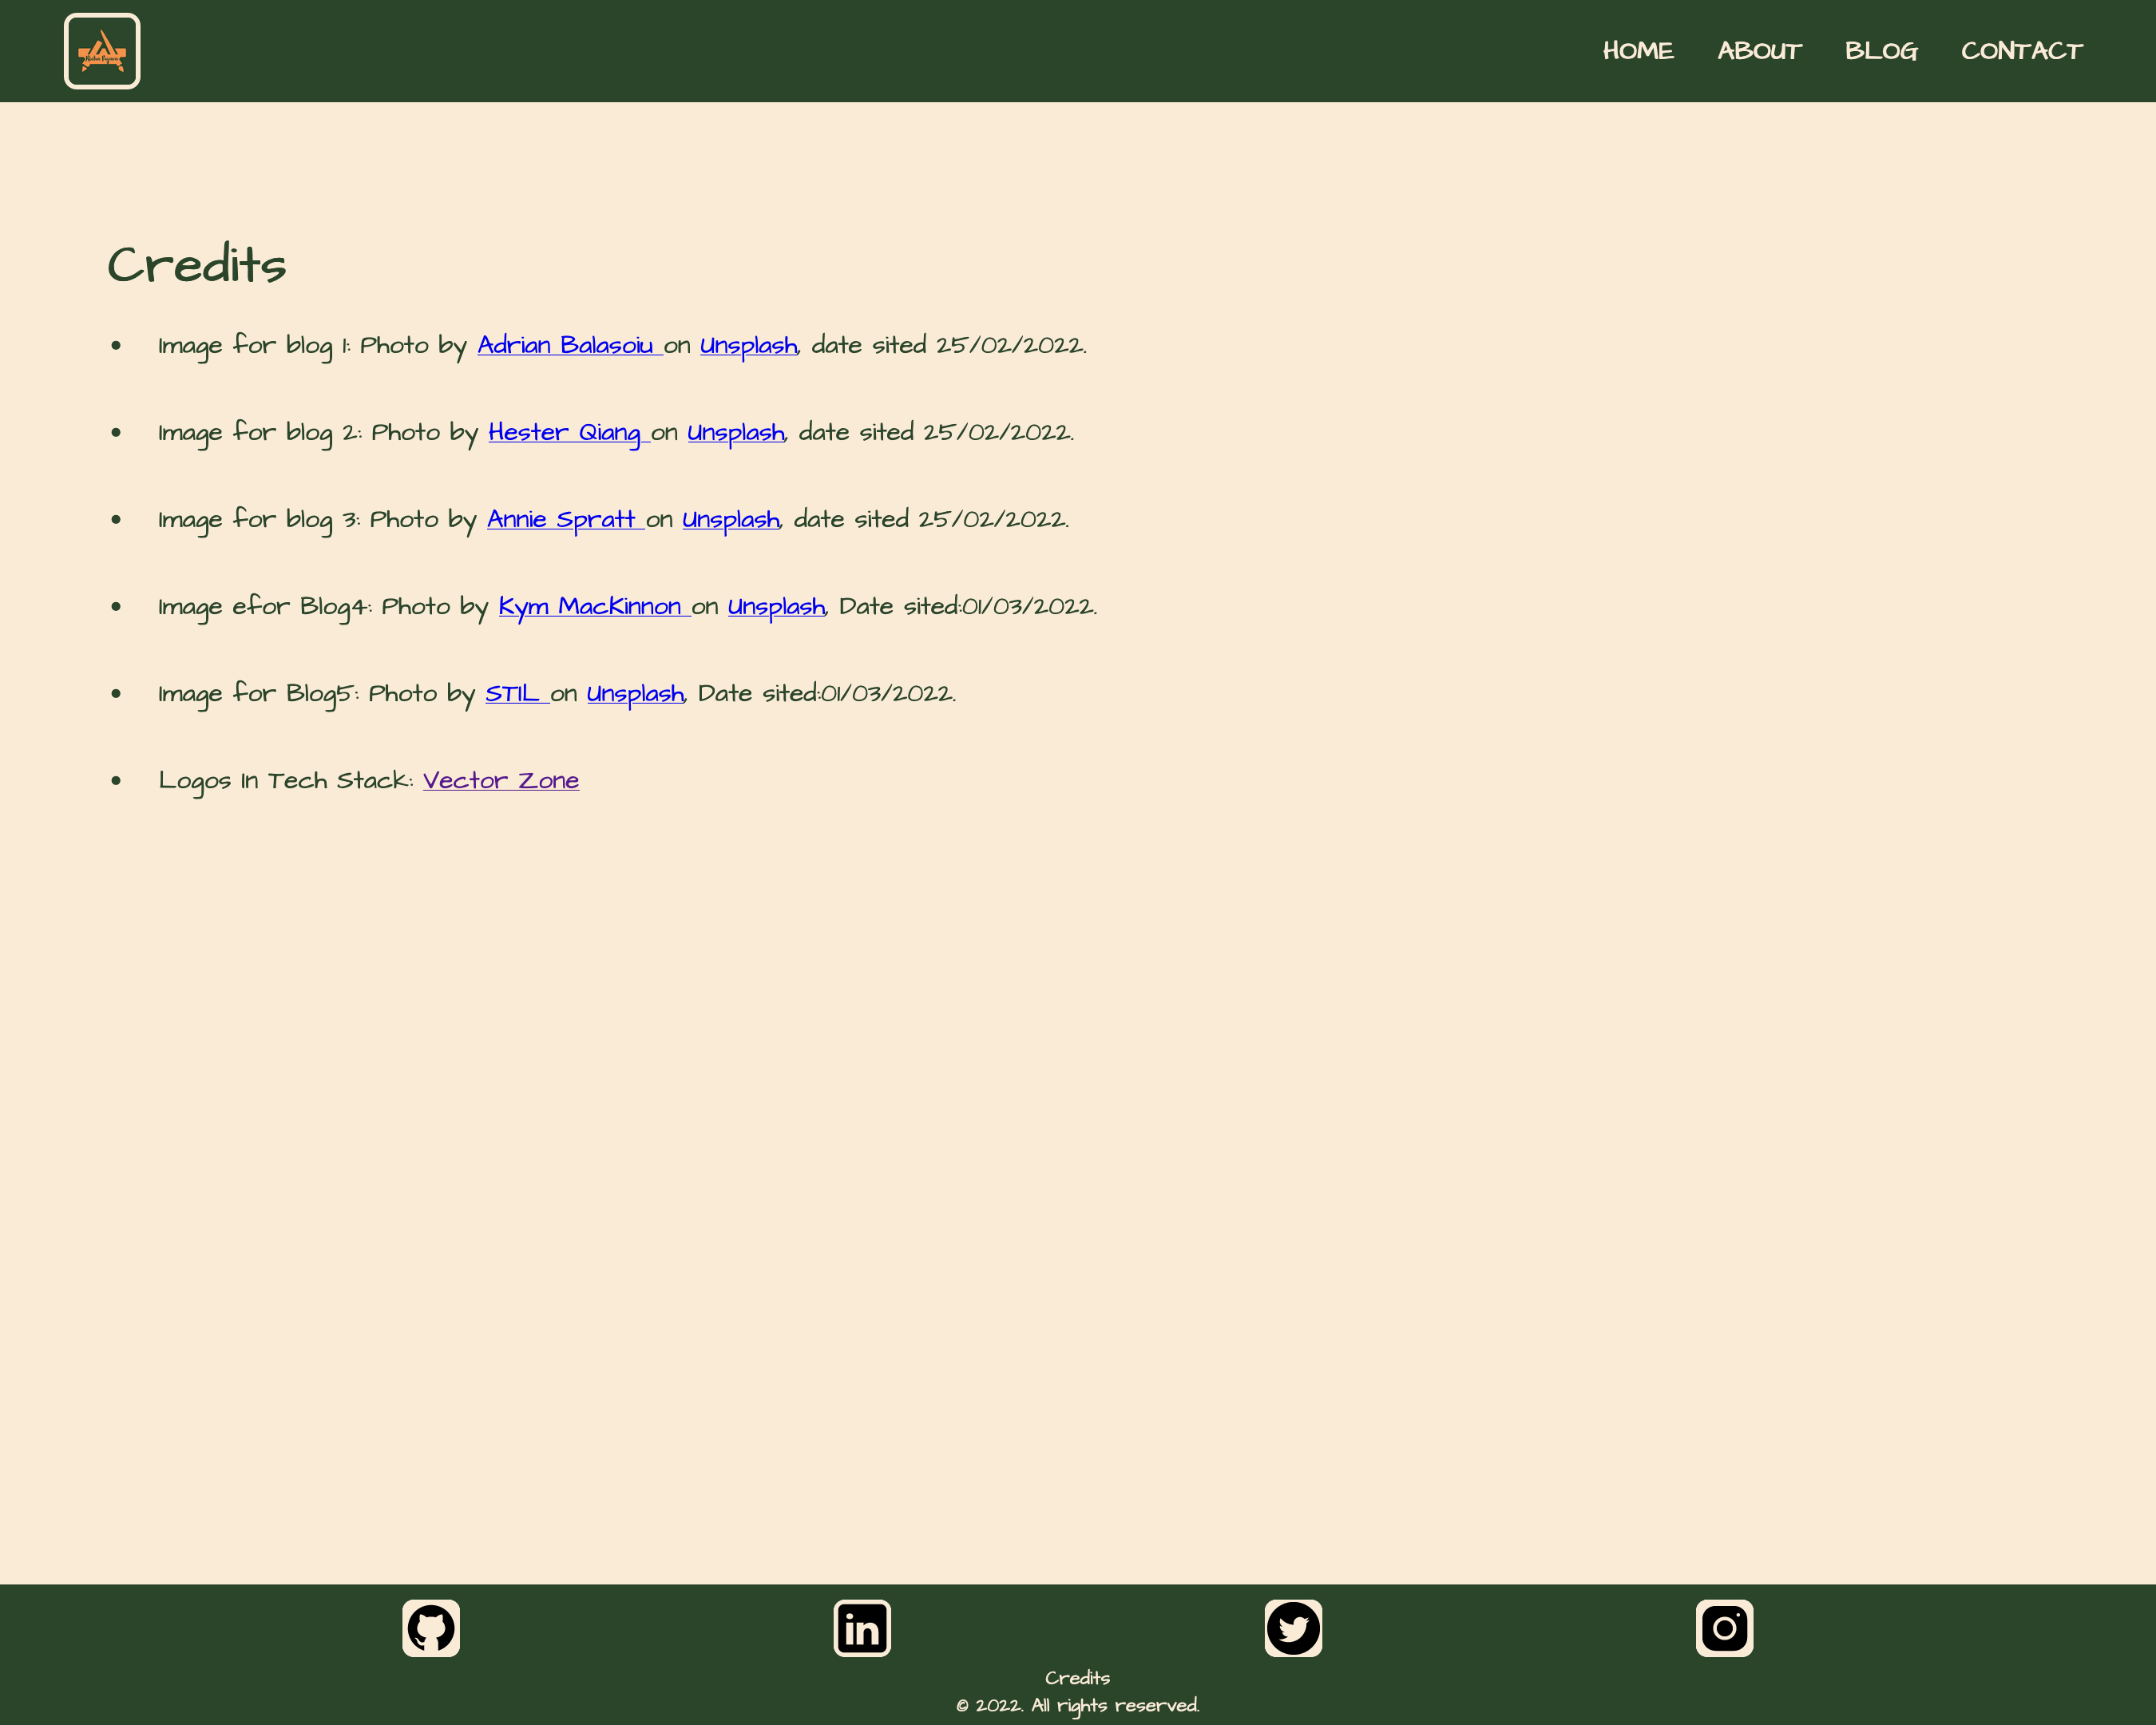 HOME ABOUT BLOG CONTACT
Credits
Image for blog 1: Photo by Adrian Balasoiu on Unsplash, date sited 25/02/2022.
Image for blog 2: Photo by Hester Qiang on Unsplash, date sited 25/02/2022.
Image for blog 3: Photo by Annie Spratt on Unsplash, date sited 25/02/2022.
Image efor Blog4: Photo by Kym MacKinnon on Unsplash, Date sited:01/03/2022.
Image for Blog5: Photo by STIL on Unsplash, Date sited:01/03/2022.
Logos In Tech Stack: Vector Zone
Credits
© 2022. All rights reserved.